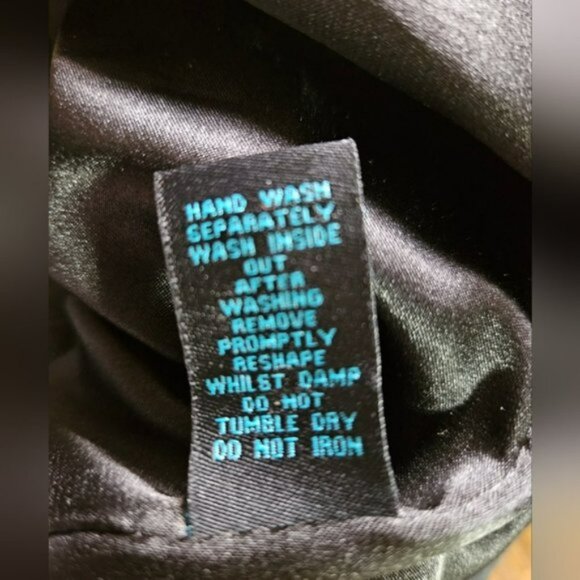 HAND WASH
SEPARATELY
WASH INSIDE
OUT
AFTER
WASHING
REMOVE
PROMPTLY
RESHAPE
WHILST DAMP
DO NOT
TUMBLE DRY
DO NOT IRON